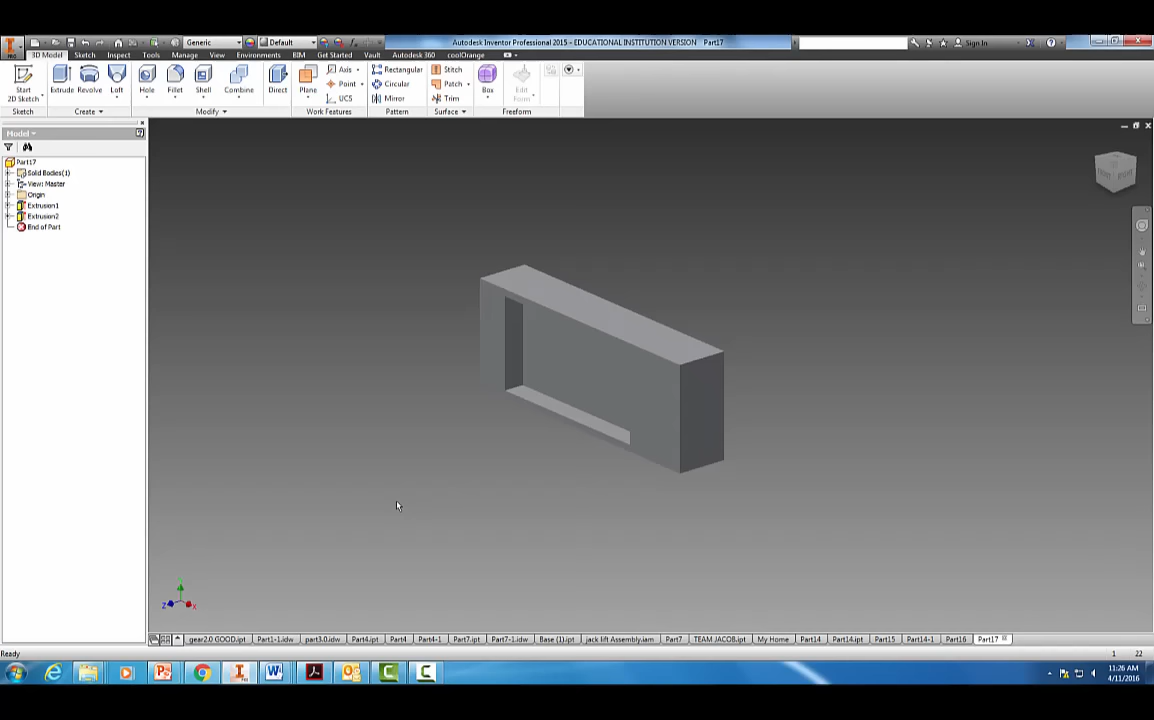 Autodesk Inventor Professional 2015 - EDUCATIONAL INSTITUTION VERSION Part17
Generic
Default
Sign In
3D Model Sketch Inspect Tools Manage View Environments BIM Get Started Vault Autodesk 360 coolOrange
Start
2D Sketch
Extrude Revolve Loft
Hole Fillet Shell Combine
Direct
Plane
Axis
Point
UCS
Rectangular
Circular
Mirror
Stitch
Patch
Trim
Box
Edit
Form
Sketch Create Modify Work Features Pattern Surface Freeform
Model
Part17
Solid Bodies(1)
View: Master
Origin
Extrusion1
Extrusion2
End of Part
FRONT RIGHT
Z X
gear2.0 GOOD.ipt Part1-1.idw part3.0.idw Part4.ipt Part4 Part4-1 Part7.ipt Part7-1.idw Base (1).ipt jack lift Assembly.iam Part7 TEAM JACOB.ipt My Home Part14 Part14.ipt Part15 Part14-1 Part16 Part17
Ready
1 22
11:26 AM
4/11/2016